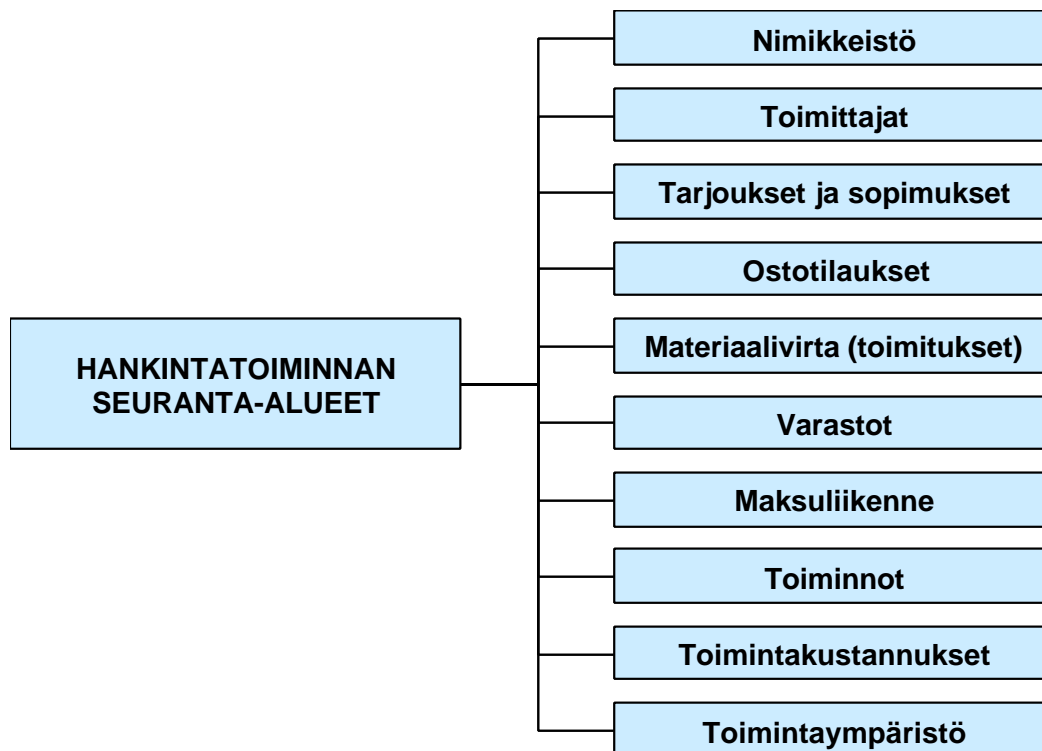 Nimikkeistö
Toimittajat
Tarjoukset ja sopimukset
Ostotilaukset
HANKINTATOIMINNAN
SEURANTA-ALUEET
Materiaalivirta (toimitukset)
Varastot
Maksuliikenne
Toiminnot
Toimintakustannukset
Toimintaympäristö